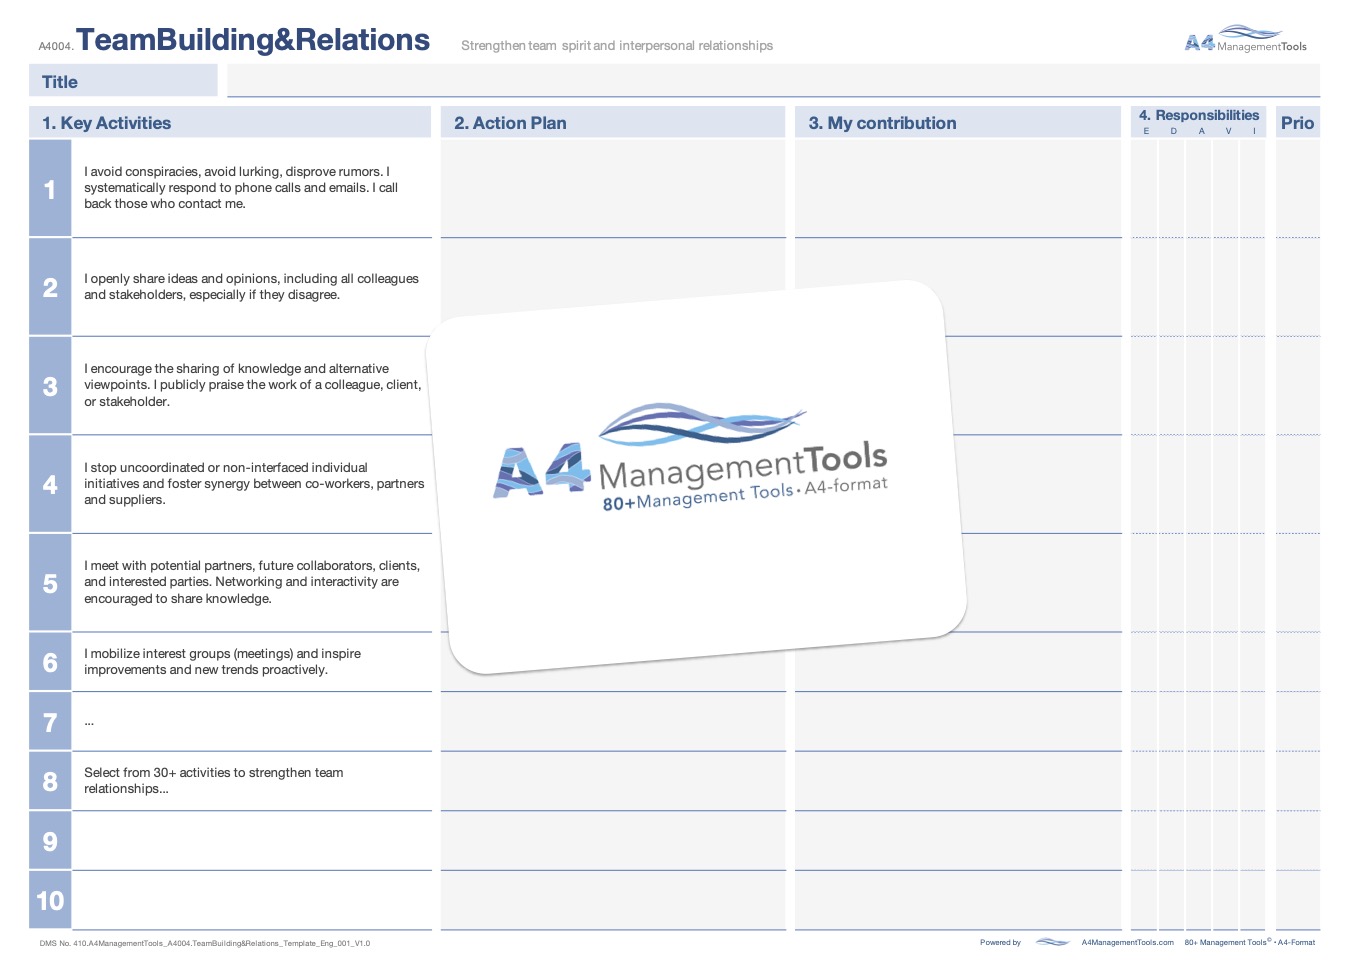 A4004. TeamBuilding&Relations
Strengthen team spirit and interpersonal relationships
A4 ManagementTools
Title
1. Key Activities
2. Action Plan
3. My contribution
4. Responsibilities
E D A V I
Prio
1
I avoid conspiracies, avoid lurking, disprove rumors. I
systematically respond to phone calls and emails. I call
back those who contact me.
2
I openly share ideas and opinions, including all colleagues
and stakeholders, especially if they disagree.
3
I encourage the sharing of knowledge and alternative
viewpoints. I publicly praise the work of a colleague, client,
or stakeholder.
4
I stop uncoordinated or non-interfaced individual
initiatives and foster synergy between co-workers, partners
and suppliers.
5
I meet with potential partners, future collaborators, clients,
and interested parties. Networking and interactivity are
encouraged to share knowledge.
6
I mobilize interest groups (meetings) and inspire
improvements and new trends proactively.
7
...
8
Select from 30+ activities to strengthen team
relationships...
9
10
A4 ManagementTools
80+Management Tools • A4-format
DMS No. 410.A4ManagementTools_A4004.TeamBuilding&Relations_Template_Eng_001_V1.0
Powered by
A4ManagementTools.com
80+ Management Tools© • A4-Format